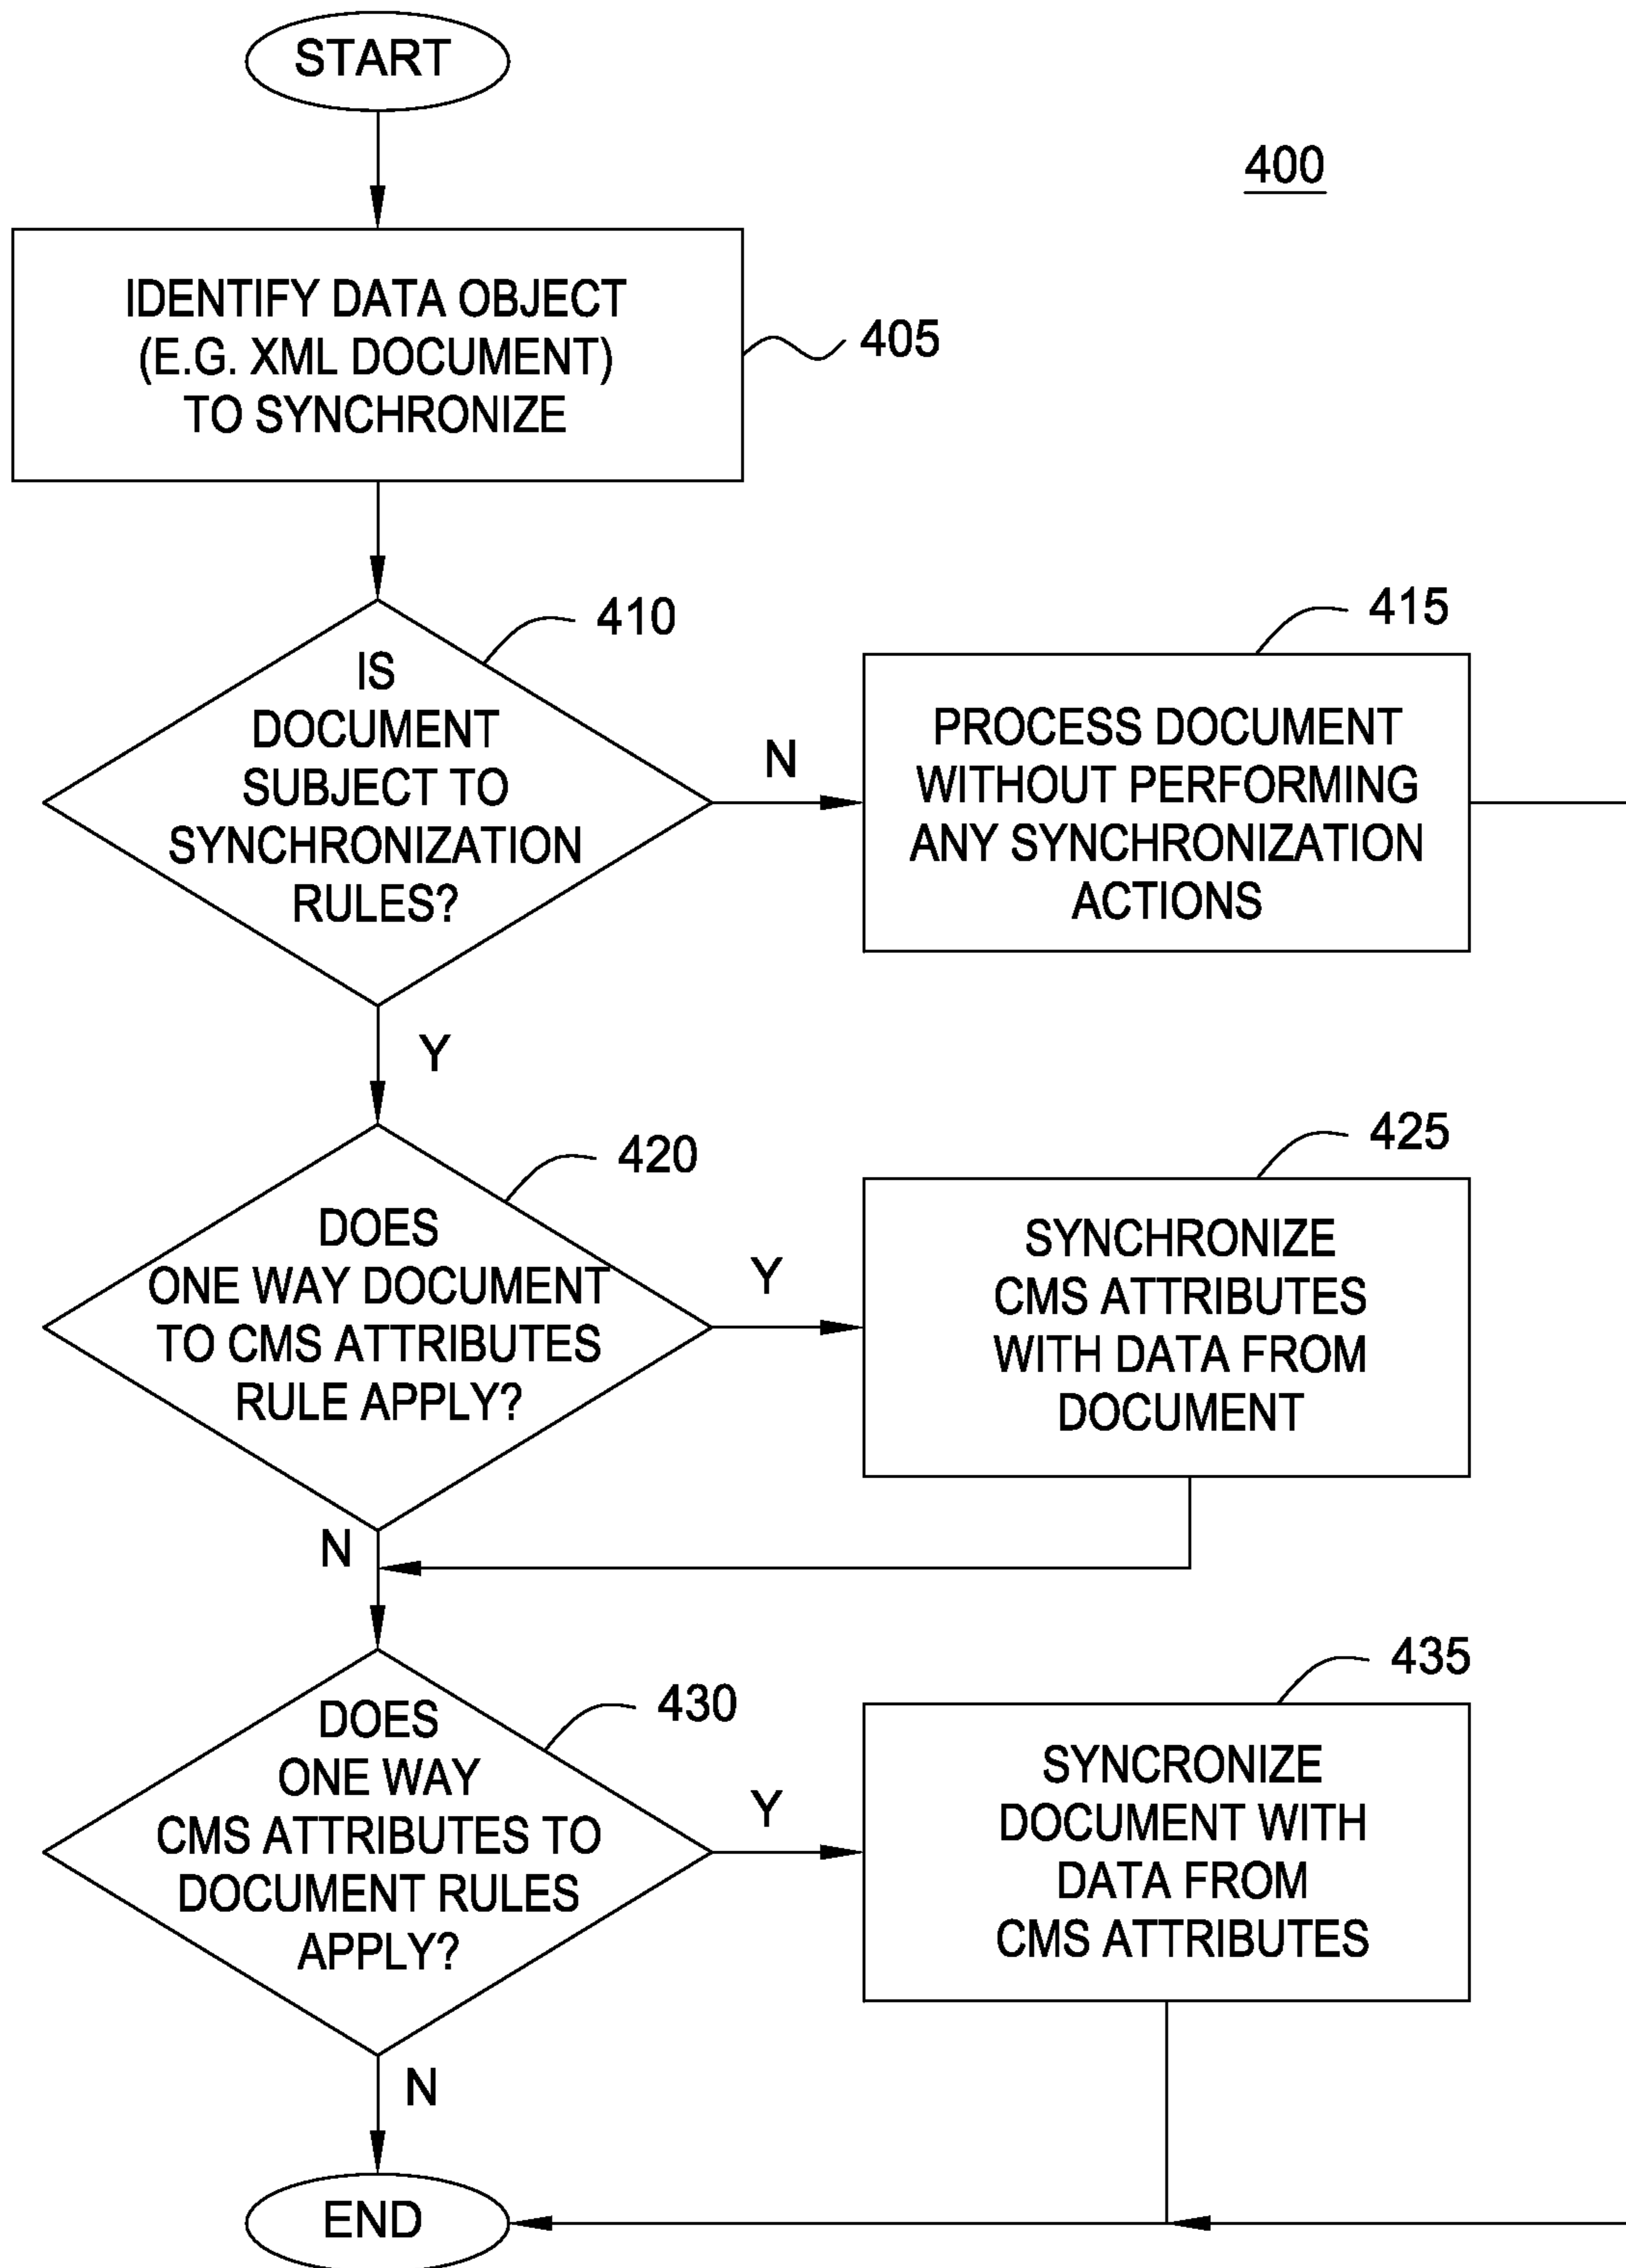 START
400
IDENTIFY DATA OBJECT
(E.G. XML DOCUMENT)
TO SYNCHRONIZE
405
410
IS
DOCUMENT
SUBJECT TO
SYNCHRONIZATION
RULES?
N
415
PROCESS DOCUMENT
WITHOUT PERFORMING
ANY SYNCHRONIZATION
ACTIONS
Y
420
DOES
ONE WAY DOCUMENT
TO CMS ATTRIBUTES
RULE APPLY?
Y
425
SYNCHRONIZE
CMS ATTRIBUTES
WITH DATA FROM
DOCUMENT
N
430
DOES
ONE WAY
CMS ATTRIBUTES TO
DOCUMENT RULES
APPLY?
Y
435
SYNCRONIZE
DOCUMENT WITH
DATA FROM
CMS ATTRIBUTES
N
END